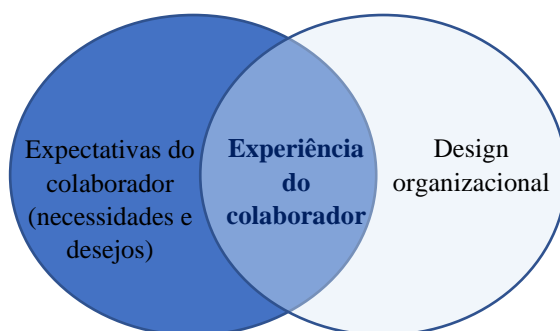 Expectativas do
colaborador
(necessidades e
desejos)
Experiência
do
colaborador
Design
organizacional